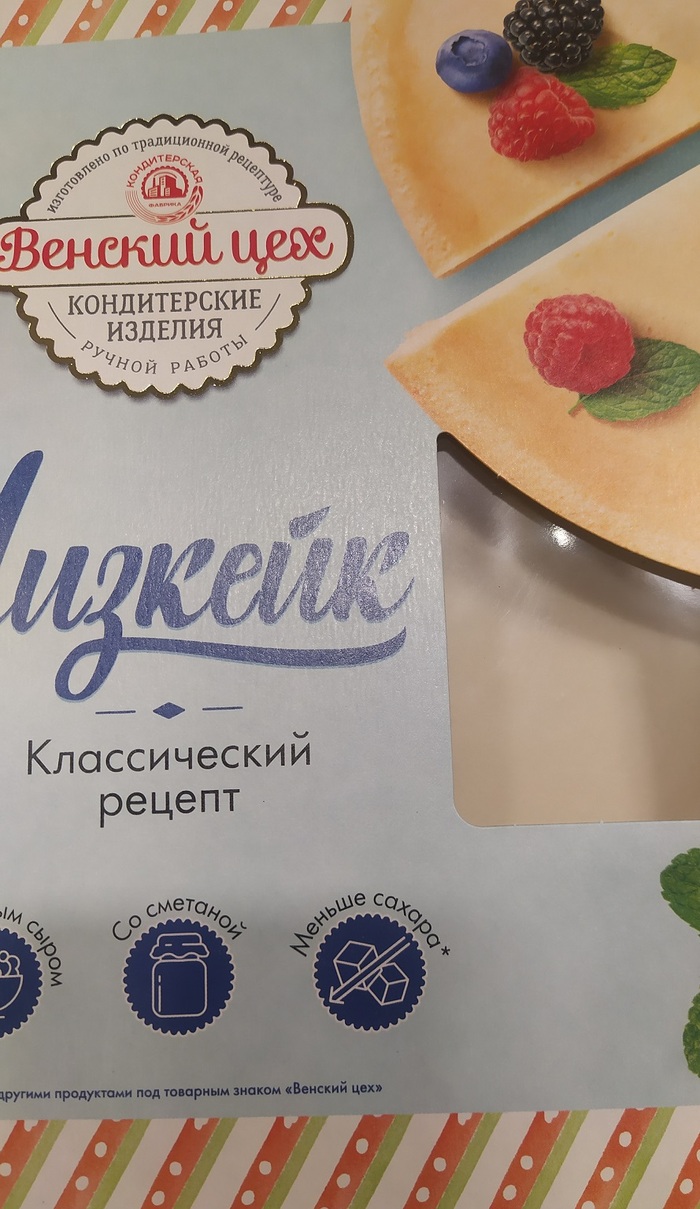 изготовлено по традиционной рецептуре
КОНДИТЕРСКАЯ
ФАБРИКА
Венский цех
КОНДИТЕРСКИЕ
ИЗДЕЛИЯ
РУЧНОЙ РАБОТЫ
Чизкейк
Классический
рецепт
ым сыром
Со сметаной
Меньше сахара*
другими продуктами под товарным знаком «Венский цех»